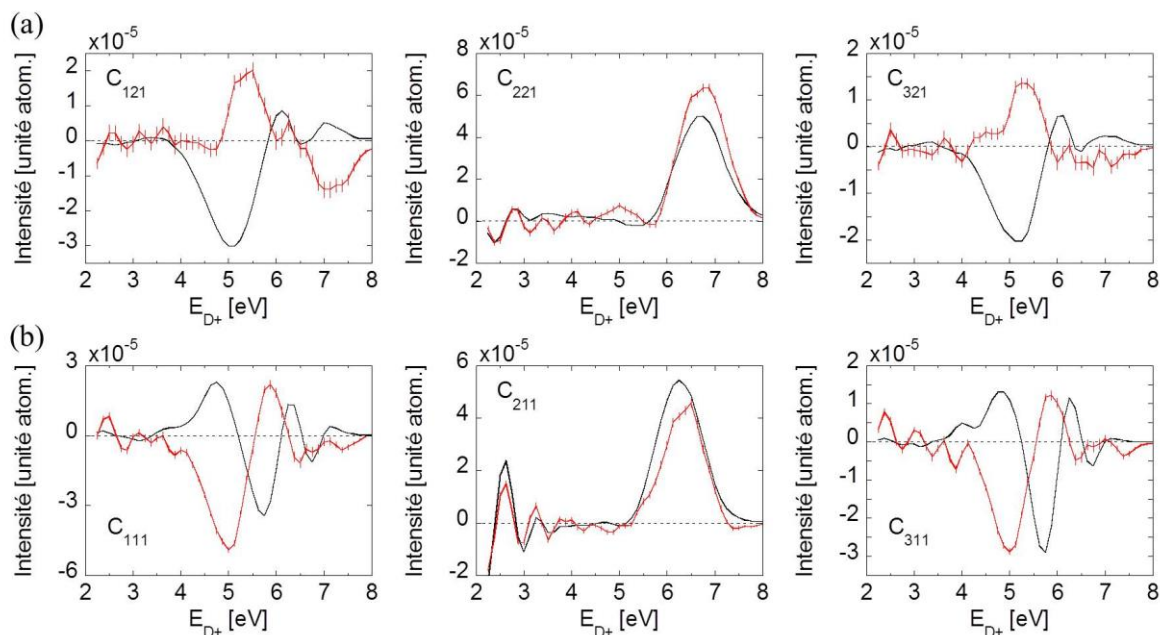 (a)
x10⁻⁵
C₁₂₁
Intensité [unité atom.]
2
1
0
-1
-2
-3
2 3 4 5 6 7 8
E_D+ [eV]
x10⁻⁵
C₂₂₁
Intensité [unité atom.]
8
6
4
2
0
-2
2 3 4 5 6 7 8
E_D+ [eV]
x10⁻⁵
C₃₂₁
Intensité [unité atom.]
2
1
0
-1
-2
2 3 4 5 6 7 8
E_D+ [eV]
(b)
x10⁻⁵
C₁₁₁
Intensité [unité atom.]
3
0
-3
-6
2 3 4 5 6 7 8
E_D+ [eV]
x10⁻⁵
C₂₁₁
Intensité [unité atom.]
6
4
2
0
-2
2 3 4 5 6 7 8
E_D+ [eV]
x10⁻⁵
C₃₁₁
Intensité [unité atom.]
2
1
0
-1
-2
-3
2 3 4 5 6 7 8
E_D+ [eV]